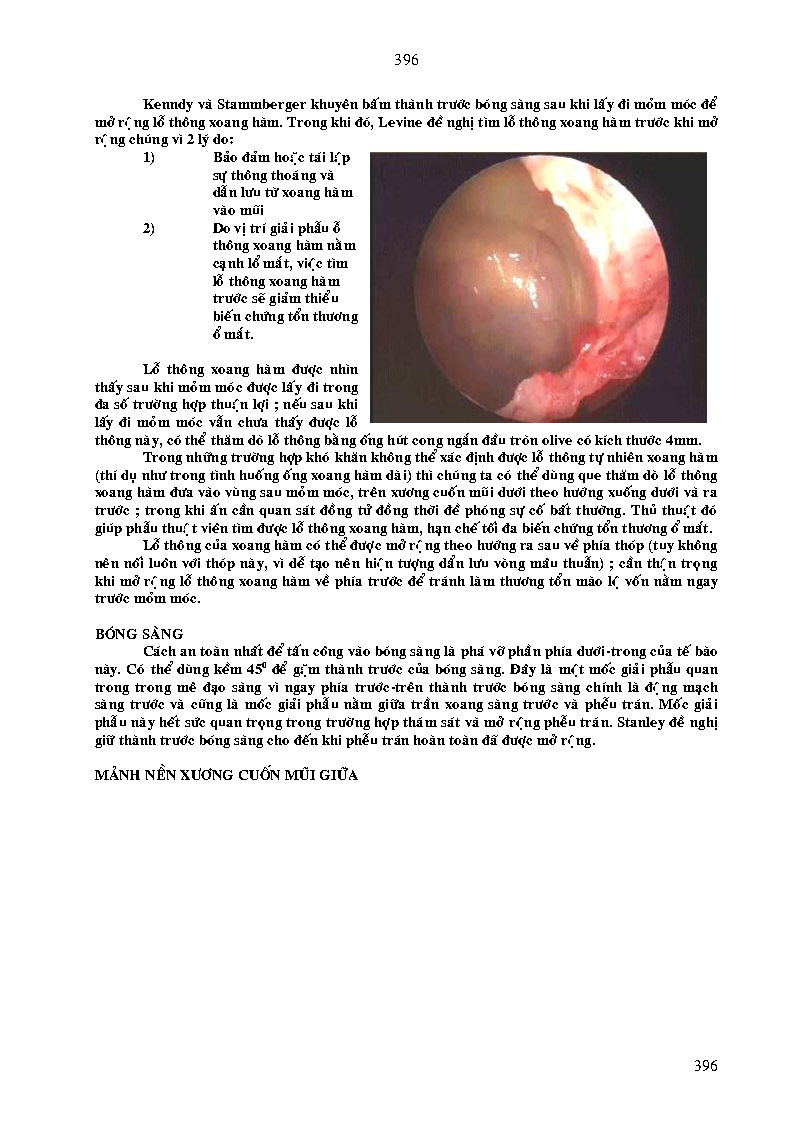 396
Kenndy và Stammberger khuyên bấm thành trước bóng sàng sau khi lấy đi mỏm móc để
mở rộng lỗ thông xoang hàm. Trong khi đó, Levine đề nghị tìm lỗ thông xoang hàm trước khi mở
rộng chúng vì 2 lý do:
1) Bảo đảm hoặc tái lập
sự thông thoáng và
dẫn lưu từ xoang hàm
vào mũi
2) Do vị trí giải phẫu ỗ
thông xoang hàm nằm
cạnh lổ mắt, việc tìm
lỗ thông xoang hàm
trước sẽ giảm thiểu
biến chứng tổn thương
ổ mắt.
Lỗ thông xoang hàm được nhìn
thấy sau khi mỏm móc được lấy đi trong
đa số trường hợp thuận lợi ; nếu sau khi
lấy đi mỏm móc vẫn chưa thấy được lỗ
thông này, có thể thăm dò lỗ thông bằng ống hút cong ngắn đầu tròn olive có kích thước 4mm.
Trong những trường hợp khó khăn không thể xác định được lỗ thông tự nhiên xoang hàm
(thí dụ như trong tình huống ống xoang hàm dài) thì chúng ta có thể dùng que thăm dò lỗ thông
xoang hàm đưa vào vùng sau mỏm móc, trên xương cuốn mũi dưới theo hướng xuống dưới và ra
trước ; trong khi ấn cần quan sát đồng tử đồng thời đề phóng sự cố bất thường. Thủ thuật đó
giúp phẫu thuật viên tìm được lỗ thông xoang hàm, hạn chế tối đa biến chứng tổn thương ổ mắt.
Lỗ thông của xoang hàm có thể được mở rộng theo hướng ra sau về phía thóp (tuy không
nên nối luôn với thóp này, vì dễ tạo nên hiện tượng dẩn lưu vòng mâu thuẫn) ; cần thận trọng
khi mở rộng lỗ thông xoang hàm về phía trước để tránh làm thương tổn mào lệ vốn nằm ngay
trước mỏm móc.
BÓNG SÀNG
Cách an toàn nhất để tấn công vào bóng sàng là phá vỡ phần phía dưới-trong của tế bào
này. Có thể dùng kềm 45⁰ để gặm thành trước của bóng sàng. Đây là một mốc giải phẫu quan
trong trong mê đạo sàng vì ngay phía trước-trên thành trước bóng sàng chính là động mạch
sàng trước và cũng là mốc giải phẫu nằm giữa trần xoang sàng trước và phễu trán. Mốc giải
phẫu này hết sức quan trọng trong trường hợp thám sát và mở rộng phễu trán. Stanley đề nghị
giữ thành trước bóng sàng cho đến khi phễu trán hoàn toàn đã được mở rộng.
MẢNH NỀN XƯƠNG CUỐN MŨI GIỮA
396